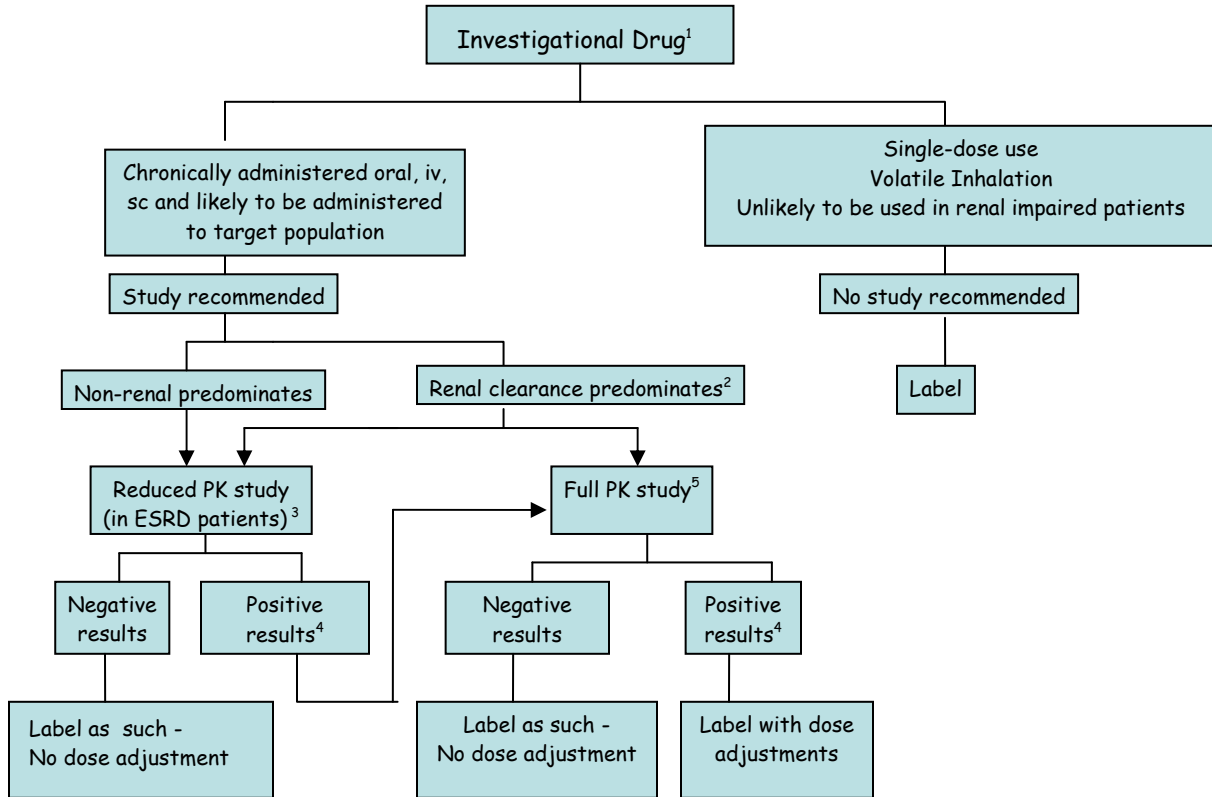 Investigational Drug1
Chronically administered oral, iv,
sc and likely to be administered
to target population
Single-dose use
Volatile Inhalation
Unlikely to be used in renal impaired patients
Study recommended
No study recommended
Non-renal predominates
Renal clearance predominates2
Label
Reduced PK study
(in ESRD patients) 3
Full PK study5
Negative
results
Positive
results4
Negative
results
Positive
results4
Label as such -
No dose adjustment
Label as such -
No dose adjustment
Label with dose
adjustments